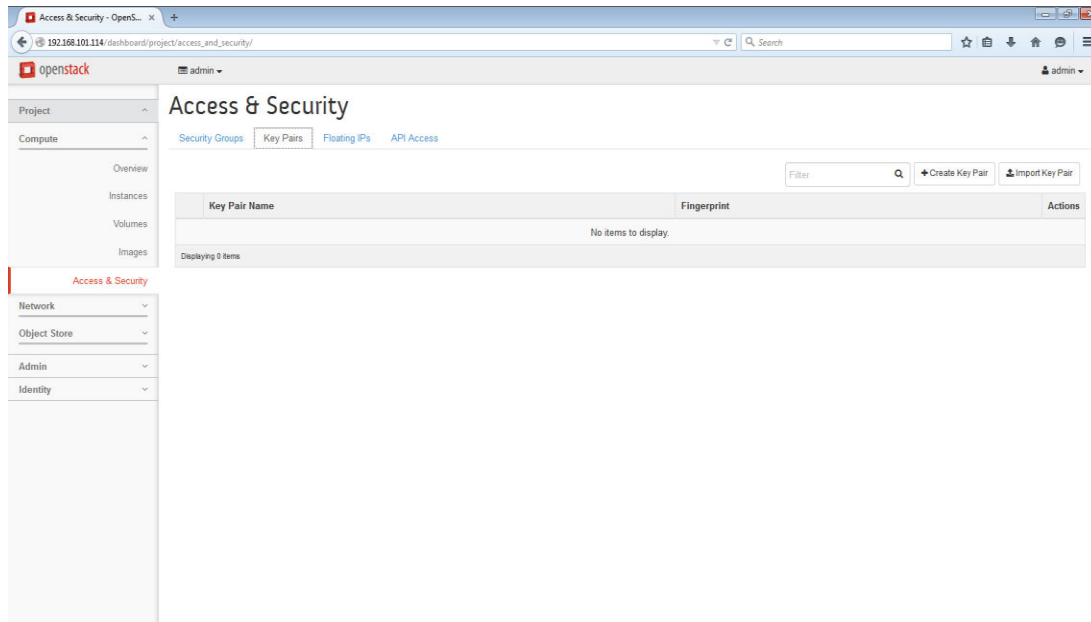 Access & Security - OpenS... × +
192.168.101.114/dashboard/project/access_and_security/ Search
openstack admin admin
Project
Access & Security
Compute
Security Groups Key Pairs Floating IPs API Access
Overview
Filter +Create Key Pair Import Key Pair
Instances
Key Pair Name Fingerprint Actions
Volumes
No items to display.
Images
Displaying 0 items
Access & Security
Network
Object Store
Admin
Identity